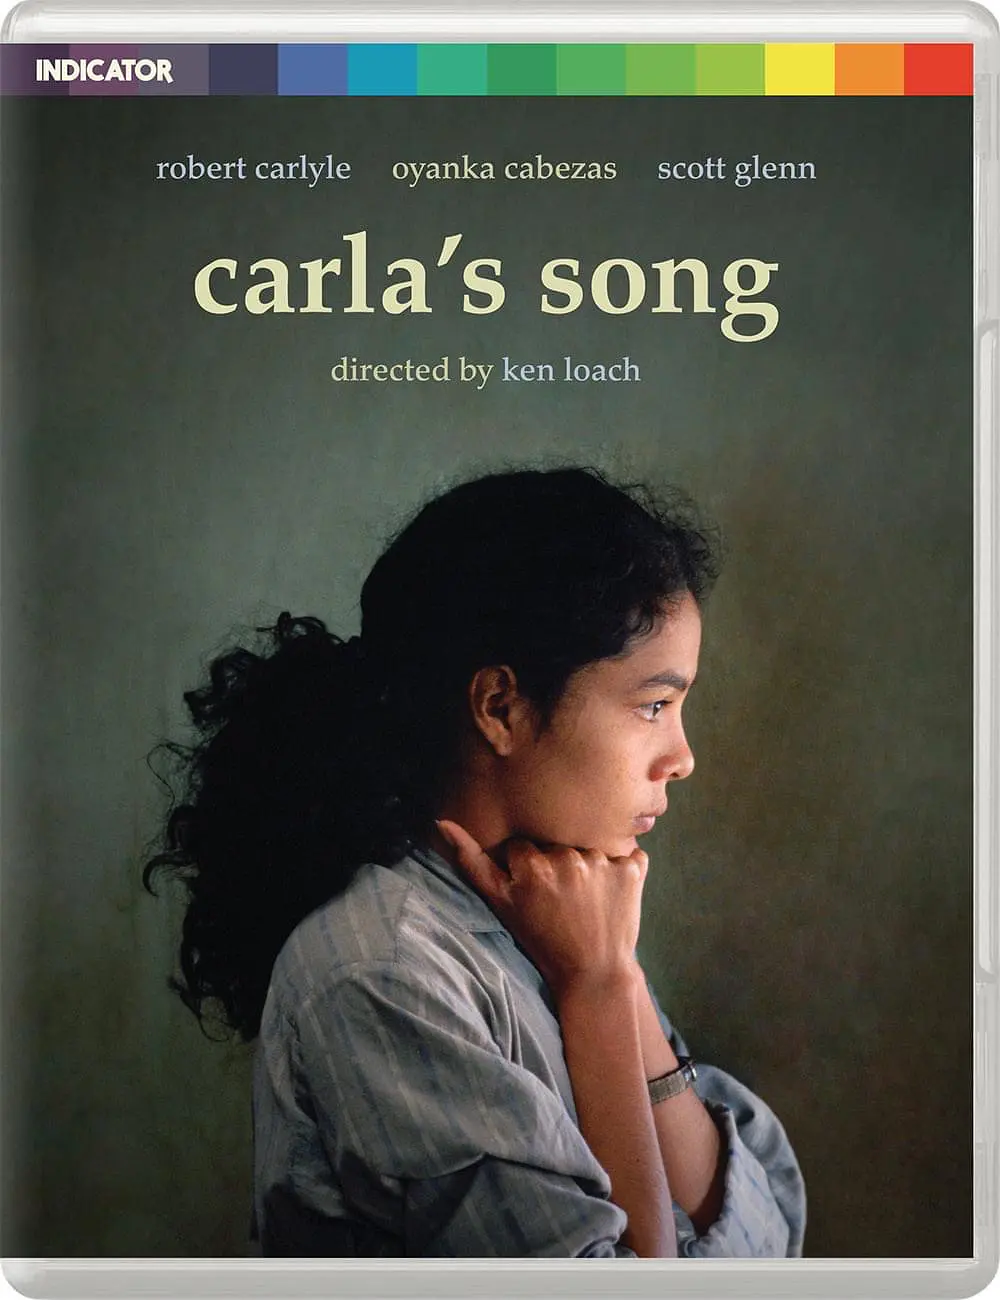 INDICATOR
robert carlyle oyanka cabezas scott glenn
carla's song
directed by ken loach